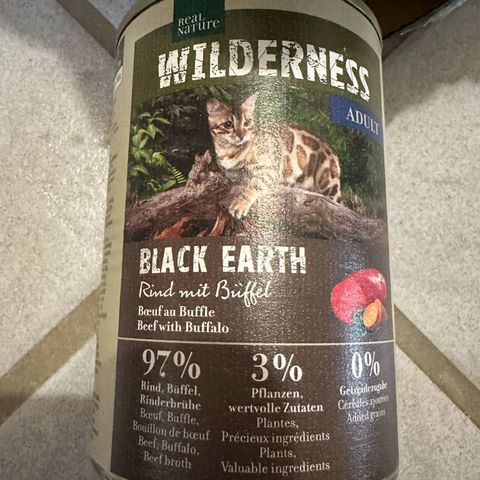 REAL
NATURE
WILDERNESS
ADULT
BLACK EARTH
Rind mit Büffel
Bœuf au Buffle
Beef with Buffalo
97%
Rind, Büffel,
Rinderbrühe
Bœuf, Buffle,
Bouillon de bœuf
Beef, Buffalo,
Beef broth
3%
Pflanzen,
wertvolle Zutaten
Plantes,
Précieux ingrédients
Plants,
Valuable ingredients
0%
Getreidezugabe
Céréales ajoutées
Added grains